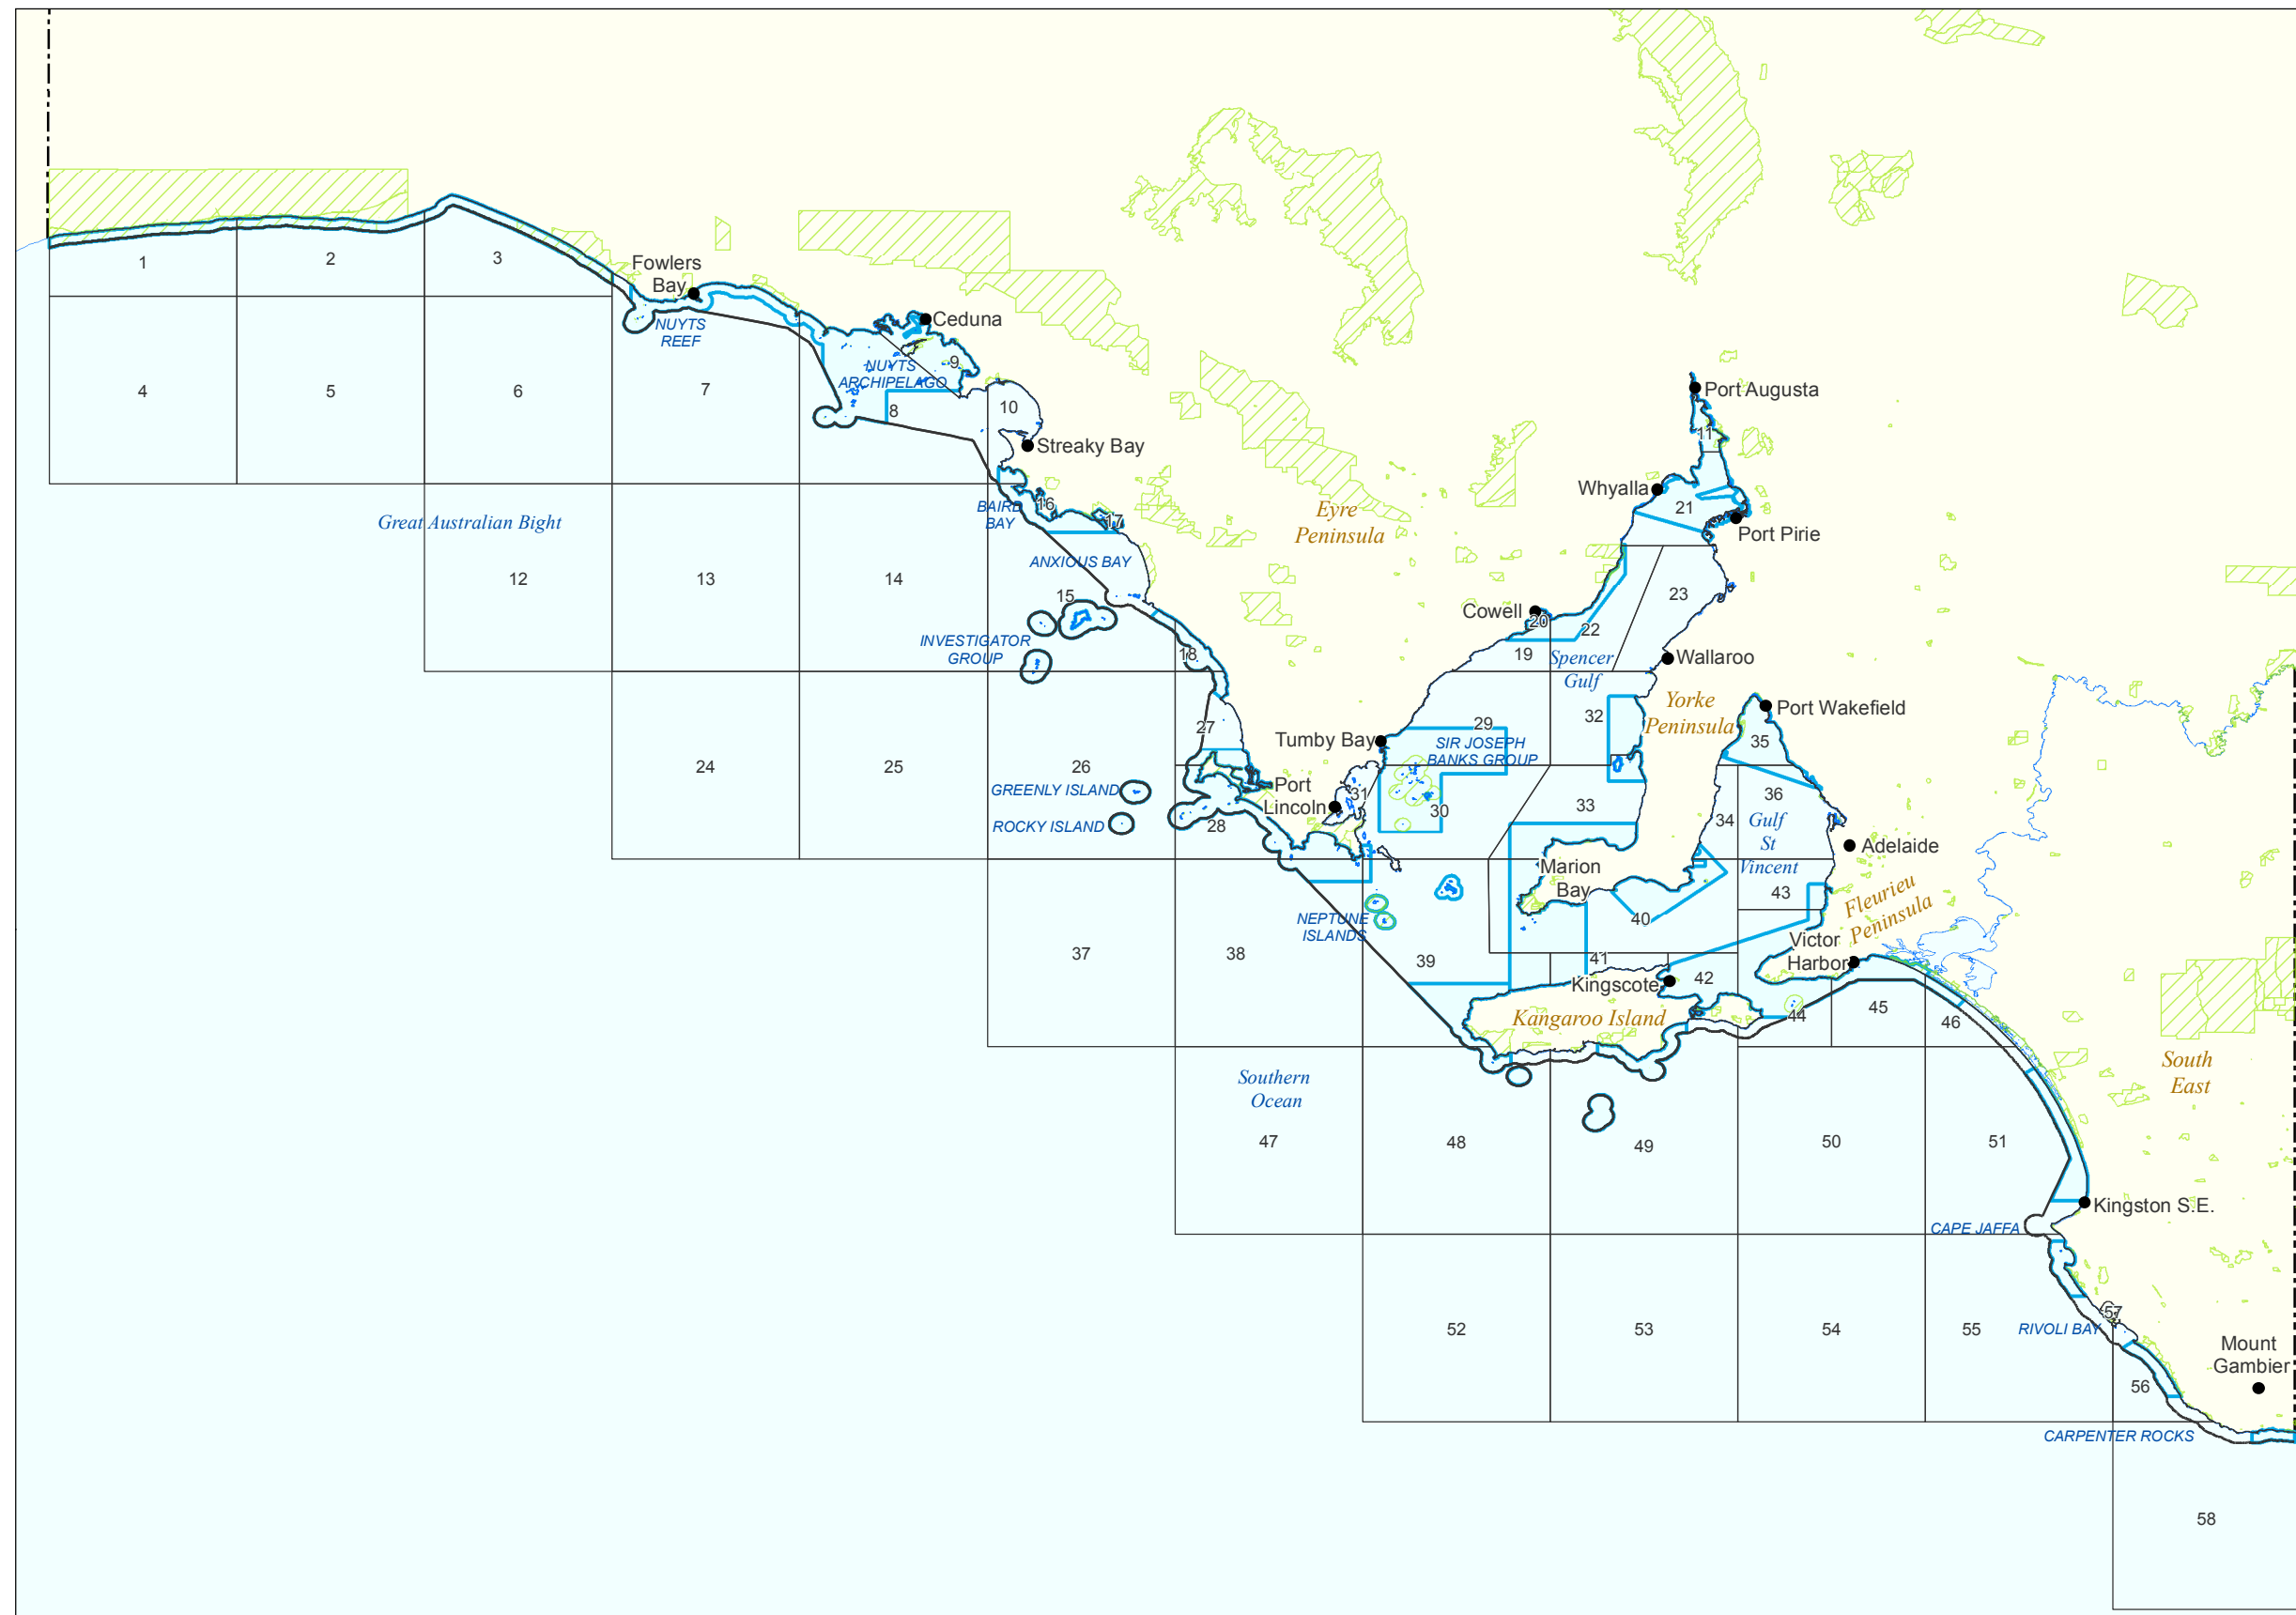 1
2
3
Fowlers
Bay
NUYTS
REEF
Ceduna
NUYTS
ARCHIPELAGO
9
4
5
6
7
8
10
Streaky Bay
Port Augusta
11
Whyalla
21
Port Pirie
Great Australian Bight
BAIRD
BAY
16
17
Eyre
Peninsula
ANXIOUS BAY
12
13
14
15
23
Cowell
20
22
INVESTIGATOR
GROUP
18
19
Spencer
Gulf
Wallaroo
27
29
32
Yorke
Peninsula
Port Wakefield
35
Tumby Bay
SIR JOSEPH
BANKS GROUP
24
25
26
GREENLY ISLAND
ROCKY ISLAND
28
Port
Lincoln
31
30
33
34
36
Gulf
St
Vincent
Adelaide
Marion
Bay
43
Fleurieu
Peninsula
NEPTUNE
ISLANDS
40
37
38
39
41
Victor
Harbor
Kingscote
42
Kangaroo Island
44
45
46
Southern
Ocean
South
East
47
48
49
50
51
Kingston S.E.
CAPE JAFFA
52
53
54
55
RIVOLI BAY
57
Mount
Gambier
56
CARPENTER ROCKS
58